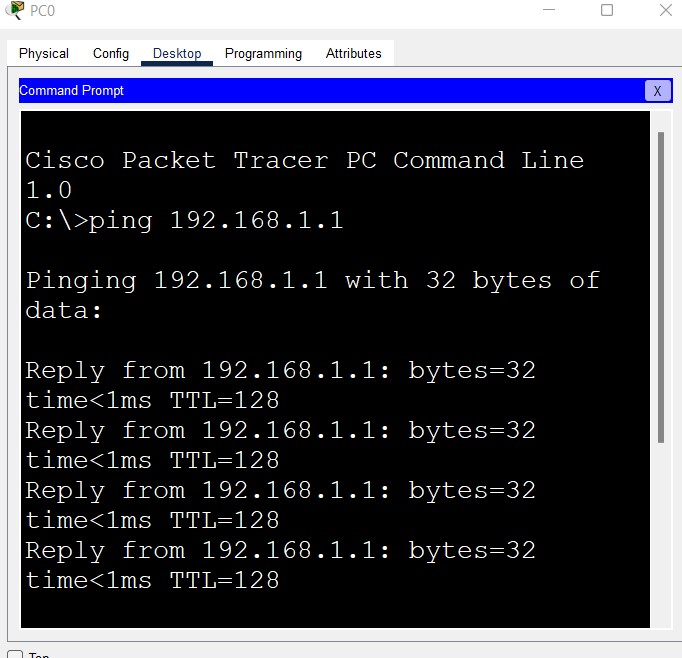 PC0
Physical Config Desktop Programming Attributes
Command Prompt X
Cisco Packet Tracer PC Command Line
1.0
C:\>ping 192.168.1.1
Pinging 192.168.1.1 with 32 bytes of
data:
Reply from 192.168.1.1: bytes=32
time<1ms TTL=128
Reply from 192.168.1.1: bytes=32
time<1ms TTL=128
Reply from 192.168.1.1: bytes=32
time<1ms TTL=128
Reply from 192.168.1.1: bytes=32
time<1ms TTL=128
Top